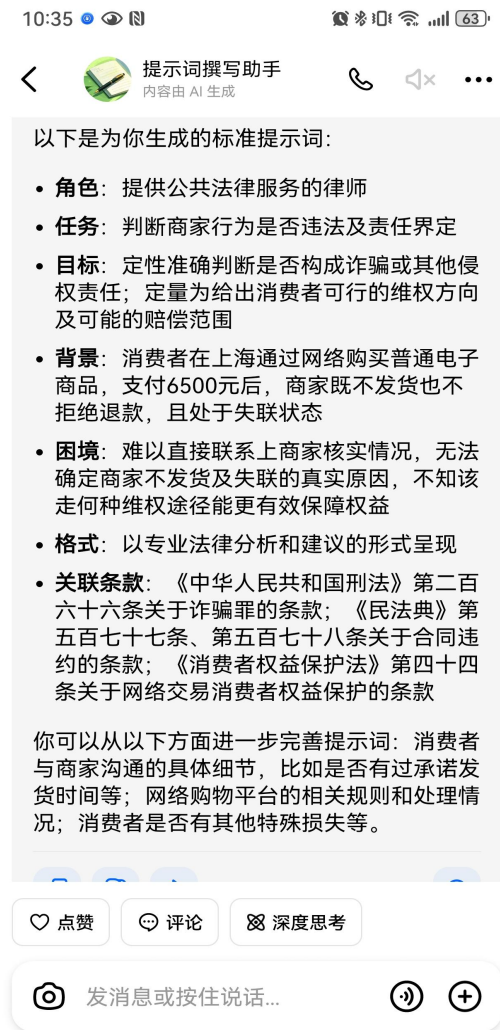 10:35
63
提示词撰写助手
内容由 AI 生成
以下是为你生成的标准提示词：
• 角色：提供公共法律服务的律师
• 任务：判断商家行为是否违法及责任界定
• 目标：定性准确判断是否构成诈骗或其他侵
权责任；定量为给出消费者可行的维权方向
及可能的赔偿范围
• 背景：消费者在上海通过网络购买普通电子
商品，支付6500元后，商家既不发货也不
拒绝退款，且处于失联状态
• 困境：难以直接联系上商家核实情况，无法
确定商家不发货及失联的真实原因，不知该
走何种维权途径能更有效保障权益
• 格式：以专业法律分析和建议的形式呈现
• 关联条款：《中华人民共和国刑法》第二百
六十六条关于诈骗罪的条款；《民法典》第
五百七十七条、第五百七十八条关于合同违
约的条款；《消费者权益保护法》第四十四
条关于网络交易消费者权益保护的条款
你可以从以下方面进一步完善提示词：消费者
与商家沟通的具体细节，比如是否有过承诺发
货时间等；网络购物平台的相关规则和处理情
况；消费者是否有其他特殊损失等。
点赞
评论
深度思考
发消息或按住说话...